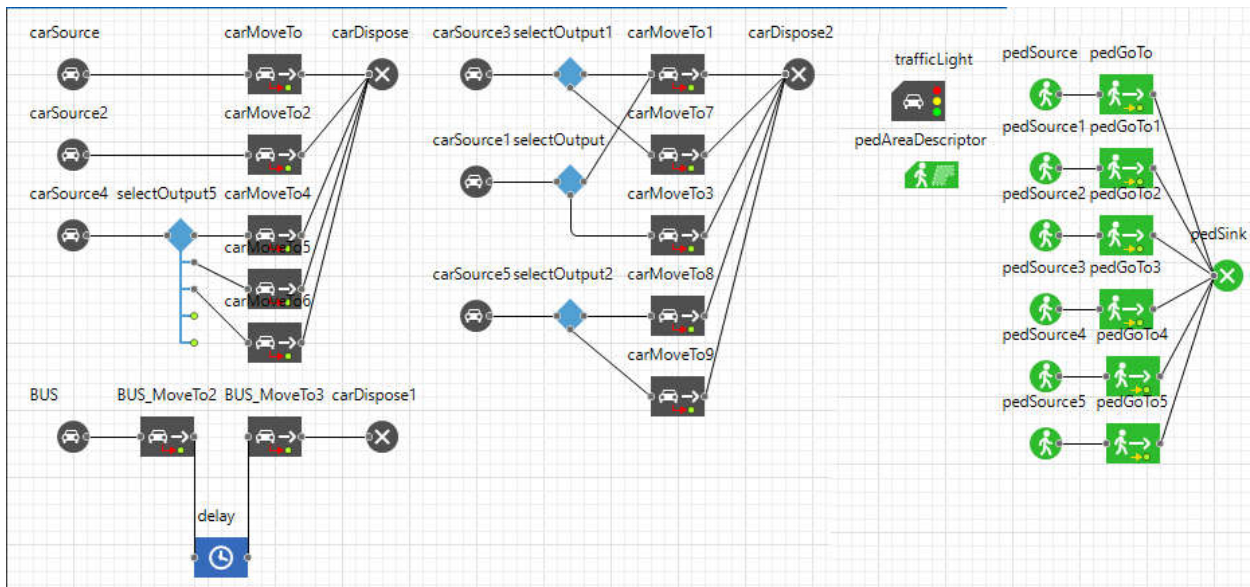 carSource carMoveTo carDispose
carSource2 carMoveTo2
carSource4 selectOutput5 carMoveTo4
carMoveTo5
carMoveTo6
BUS BUS_MoveTo2 BUS_MoveTo3 carDispose1
delay
carSource3 selectOutput1 carMoveTo1 carDispose2
carMoveTo7
carSource1 selectOutput
carMoveTo3
carSource5 selectOutput2 carMoveTo8
carMoveTo9
trafficLight
pedAreaDescriptor
pedSource pedGoTo
pedSource1 pedGoTo1
pedSource2 pedGoTo2
pedSink
pedSource3 pedGoTo3
pedSource4 pedGoTo4
pedSource5 pedGoTo5